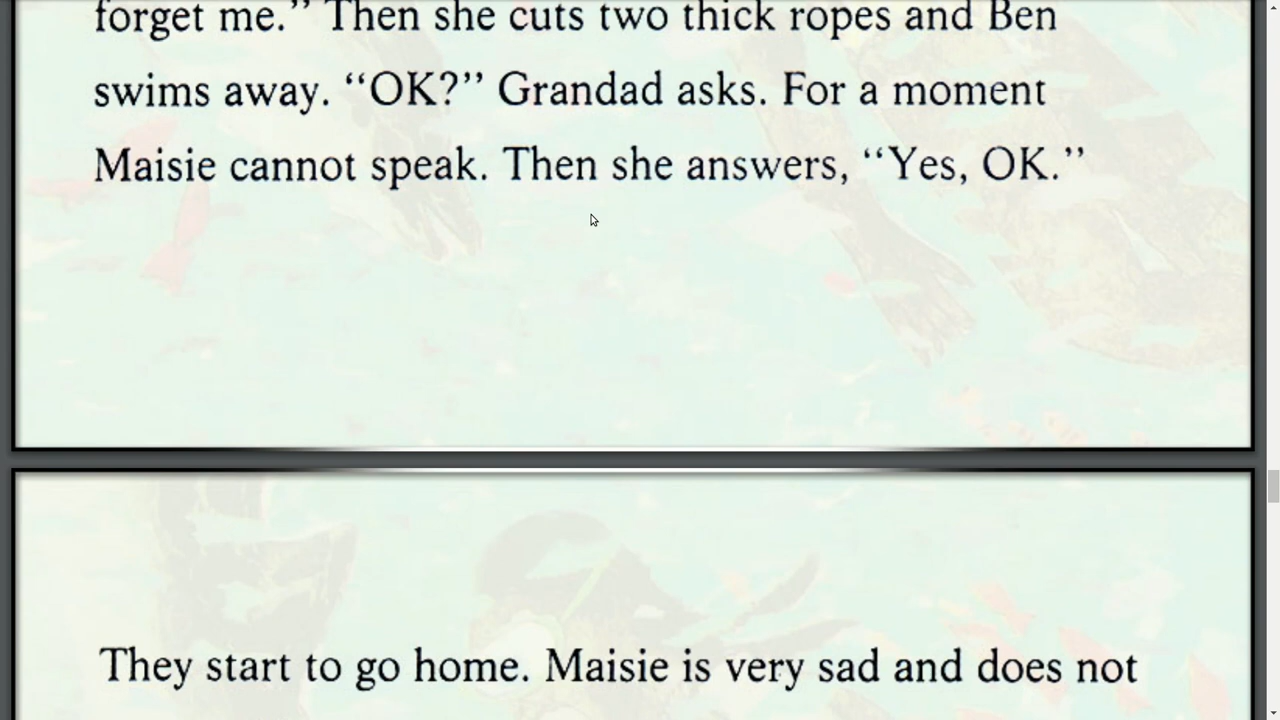 forget me.” Then she cuts two thick ropes and Ben
swims away. “OK?” Grandad asks. For a moment
Maisie cannot speak. Then she answers, “Yes, OK.”
They start to go home. Maisie is very sad and does not